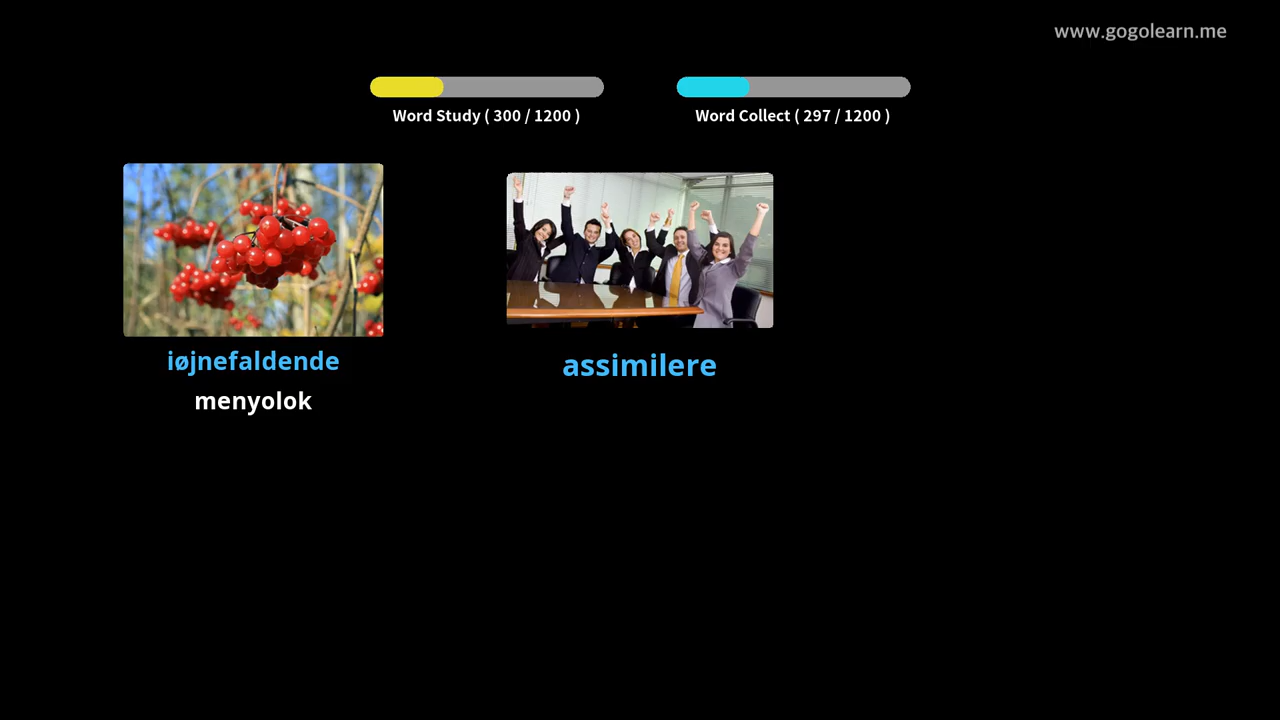 www.gogolearn.me
Word Study ( 300 / 1200 )
Word Collect ( 297 / 1200 )
iøjnefaldende
menyolok
assimilere